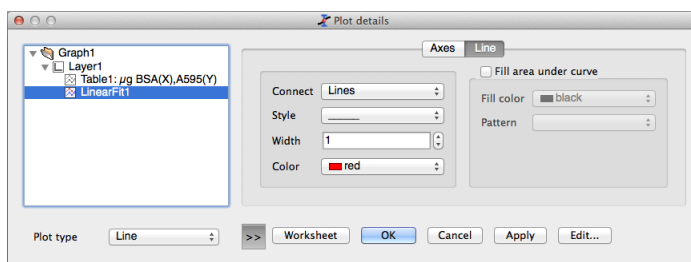 Plot details
Graph1
Layer1
Table1: µg BSA(X),A595(Y)
LinearFit1
Axes Line
Connect Lines
Style
Width 1
Color red
Fill area under curve
Fill color black
Pattern
Plot type Line
>> Worksheet OK Cancel Apply Edit...